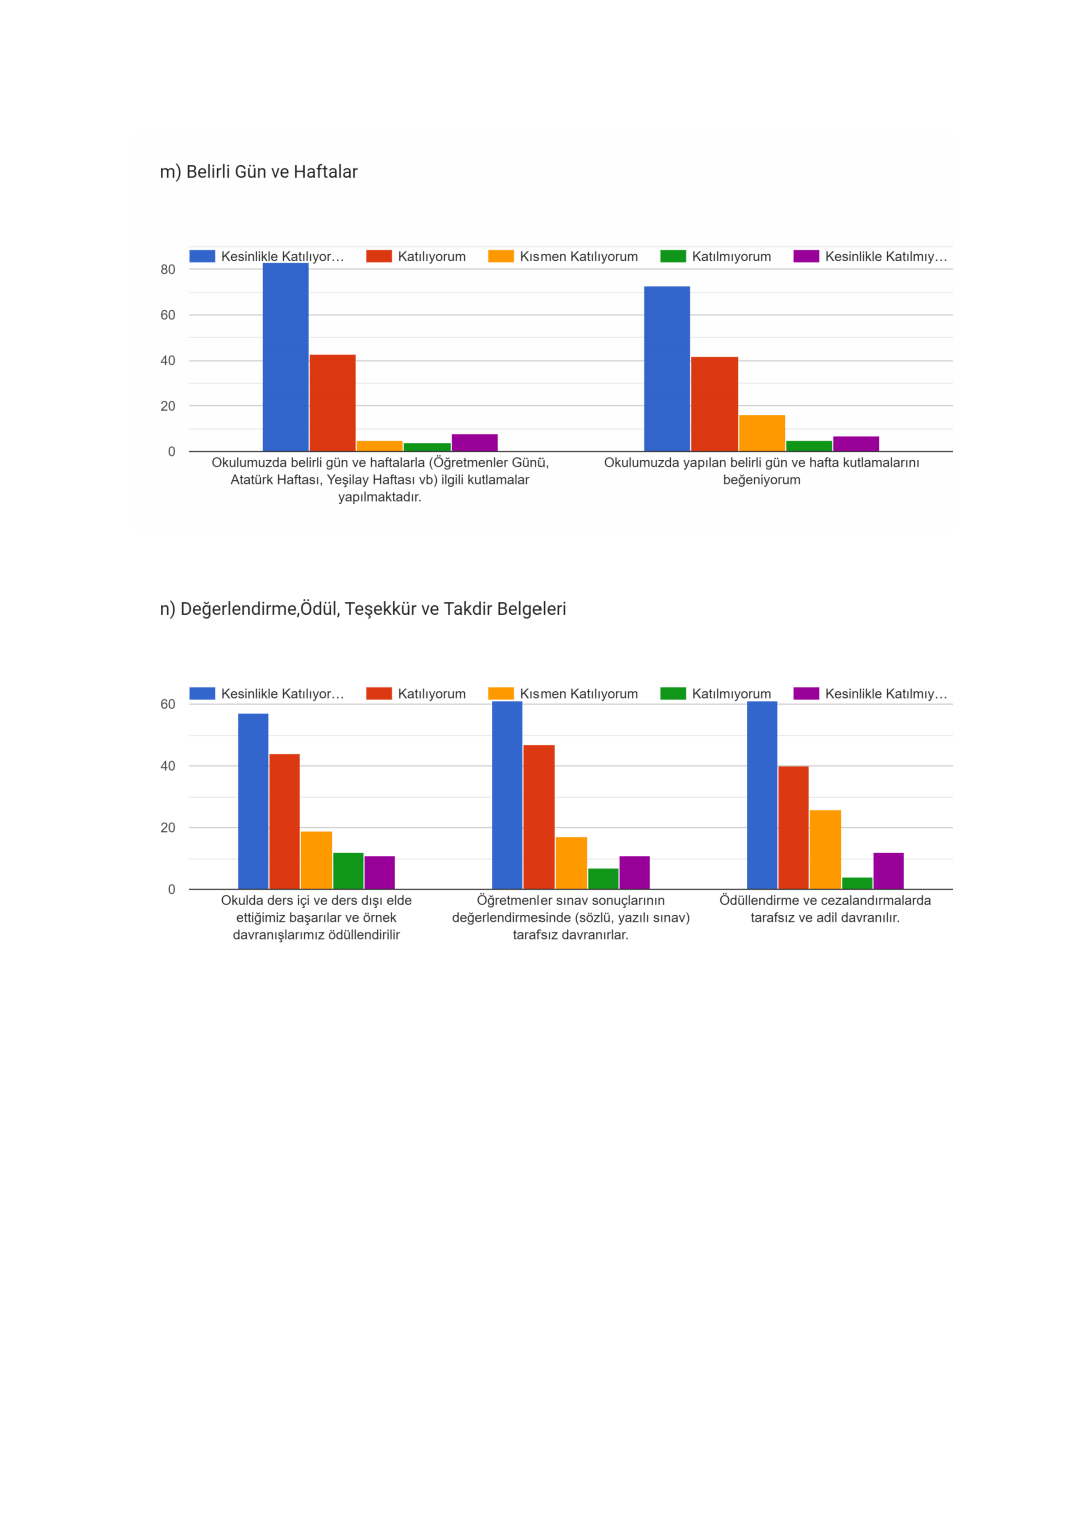 m) Belirli Gün ve Haftalar
Kesinlikle Katılıyor… Katılıyorum Kısmen Katılıyorum Katılmıyorum Kesinlikle Katılmıy…
80
60
40
20
0
Okulumuzda belirli gün ve haftalarla (Öğretmenler Günü,
Atatürk Haftası, Yeşilay Haftası vb) ilgili kutlamalar
yapılmaktadır.
Okulumuzda yapılan belirli gün ve hafta kutlamalarını
beğeniyorum
n) Değerlendirme,Ödül, Teşekkür ve Takdir Belgeleri
Kesinlikle Katılıyor… Katılıyorum Kısmen Katılıyorum Katılmıyorum Kesinlikle Katılmıy…
60
40
20
0
Okulda ders içi ve ders dışı elde
ettiğimiz başarılar ve örnek
davranışlarımız ödüllendirilir
Öğretmenler sınav sonuçlarının
değerlendirmesinde (sözlü, yazılı sınav)
tarafsız davranırlar.
Ödüllendirme ve cezalandırmalarda
tarafsız ve adil davranılır.